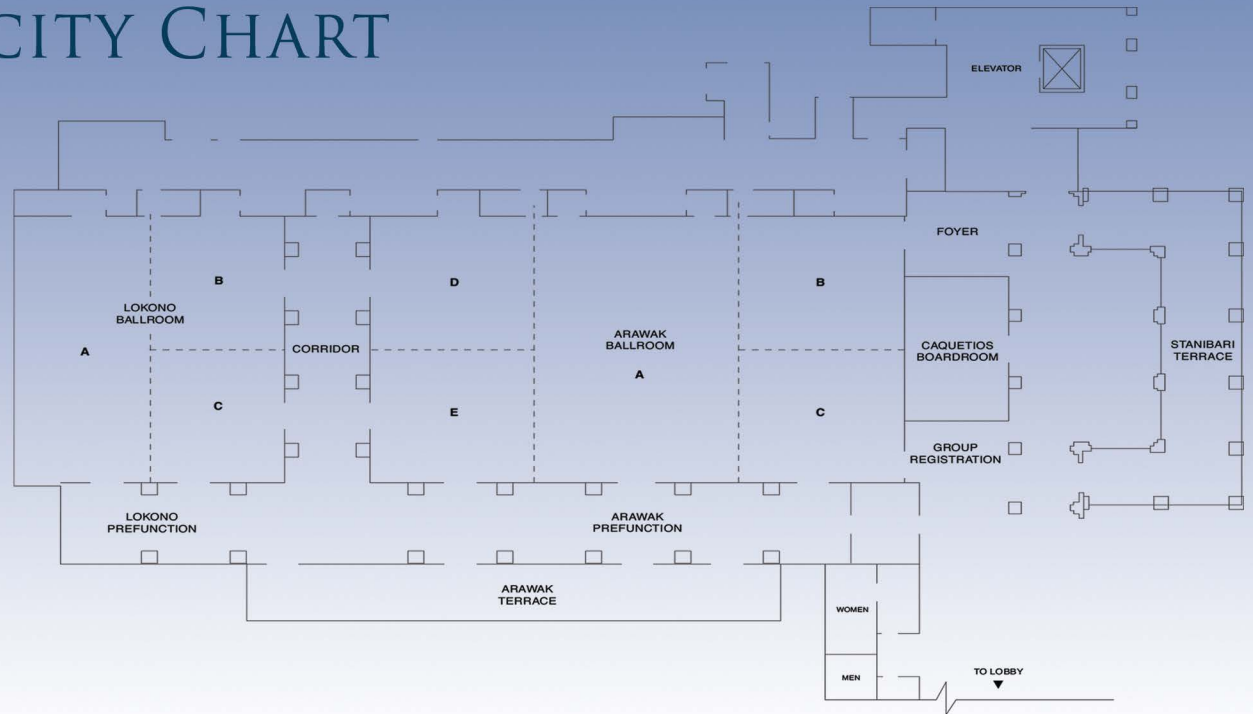 CITY CHART
ELEVATOR
FOYER
B
D
B
LOKONO
BALLROOM
A
CORRIDOR
ARAWAK
BALLROOM
A
CAQUETIOS
BOARDROOM
STANIBARI
TERRACE
C
E
C
GROUP
REGISTRATION
LOKONO
PREFUNCTION
ARAWAK
PREFUNCTION
ARAWAK
TERRACE
WOMEN
MEN
TO LOBBY